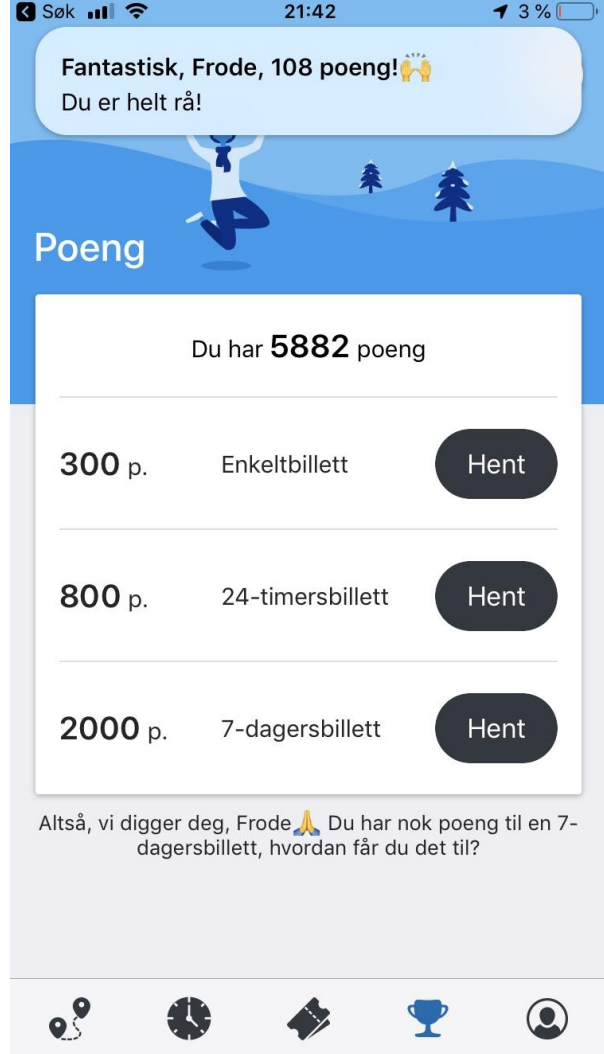 Søk 21:42 3 %
Fantastisk, Frode, 108 poeng!🙌
Du er helt rå!
Poeng
Du har 5882 poeng
300 p. Enkeltbillett Hent
800 p. 24-timersbillett Hent
2000 p. 7-dagersbillett Hent
Altså, vi digger deg, Frode🙏 Du har nok poeng til en 7-
dagersbillett, hvordan får du det til?